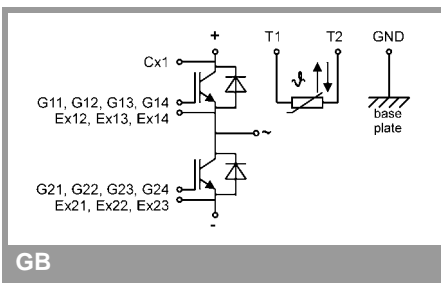 + T1 T2 GND
Cx1
ϑ
G11, G12, G13, G14
Ex12, Ex13, Ex14
base
plate
~
G21, G22, G23, G24
Ex21, Ex22, Ex23
-
GB